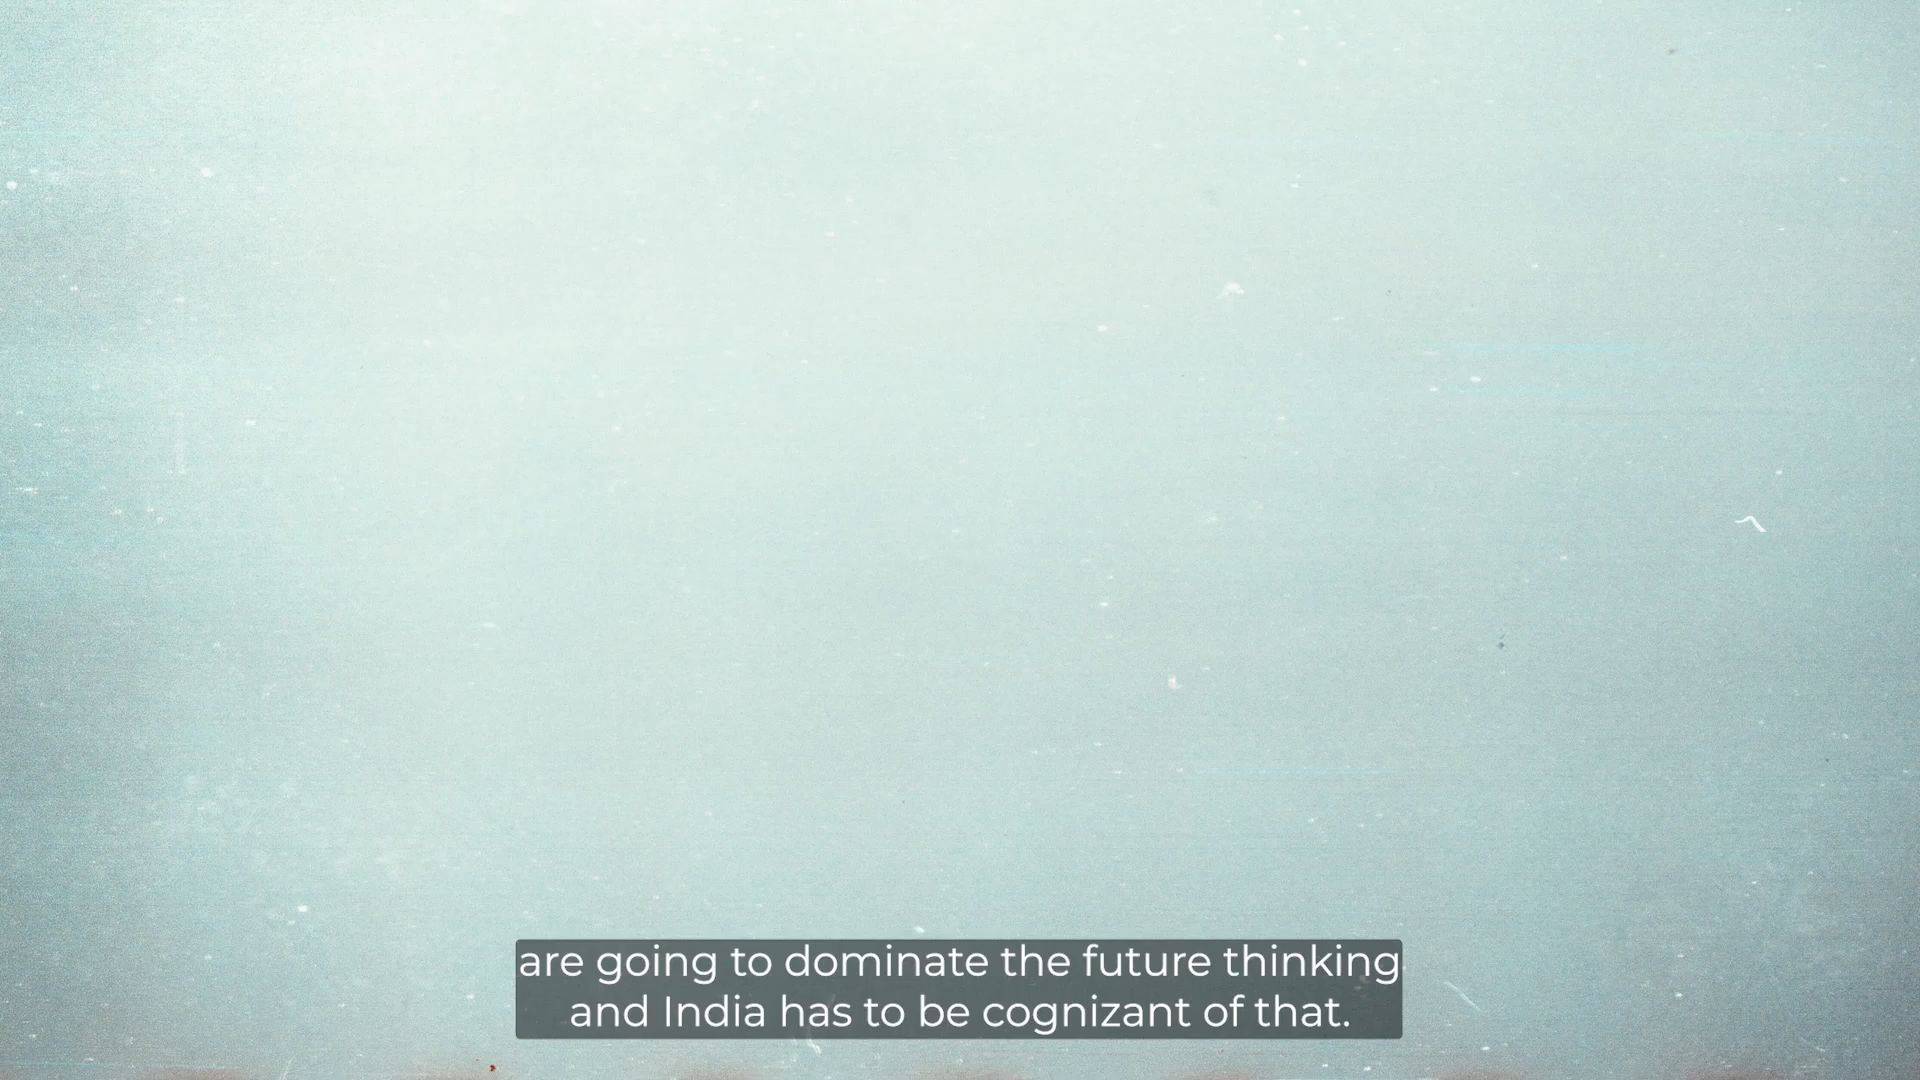 are going to dominate the future thinking
and India has to be cognizant of that.